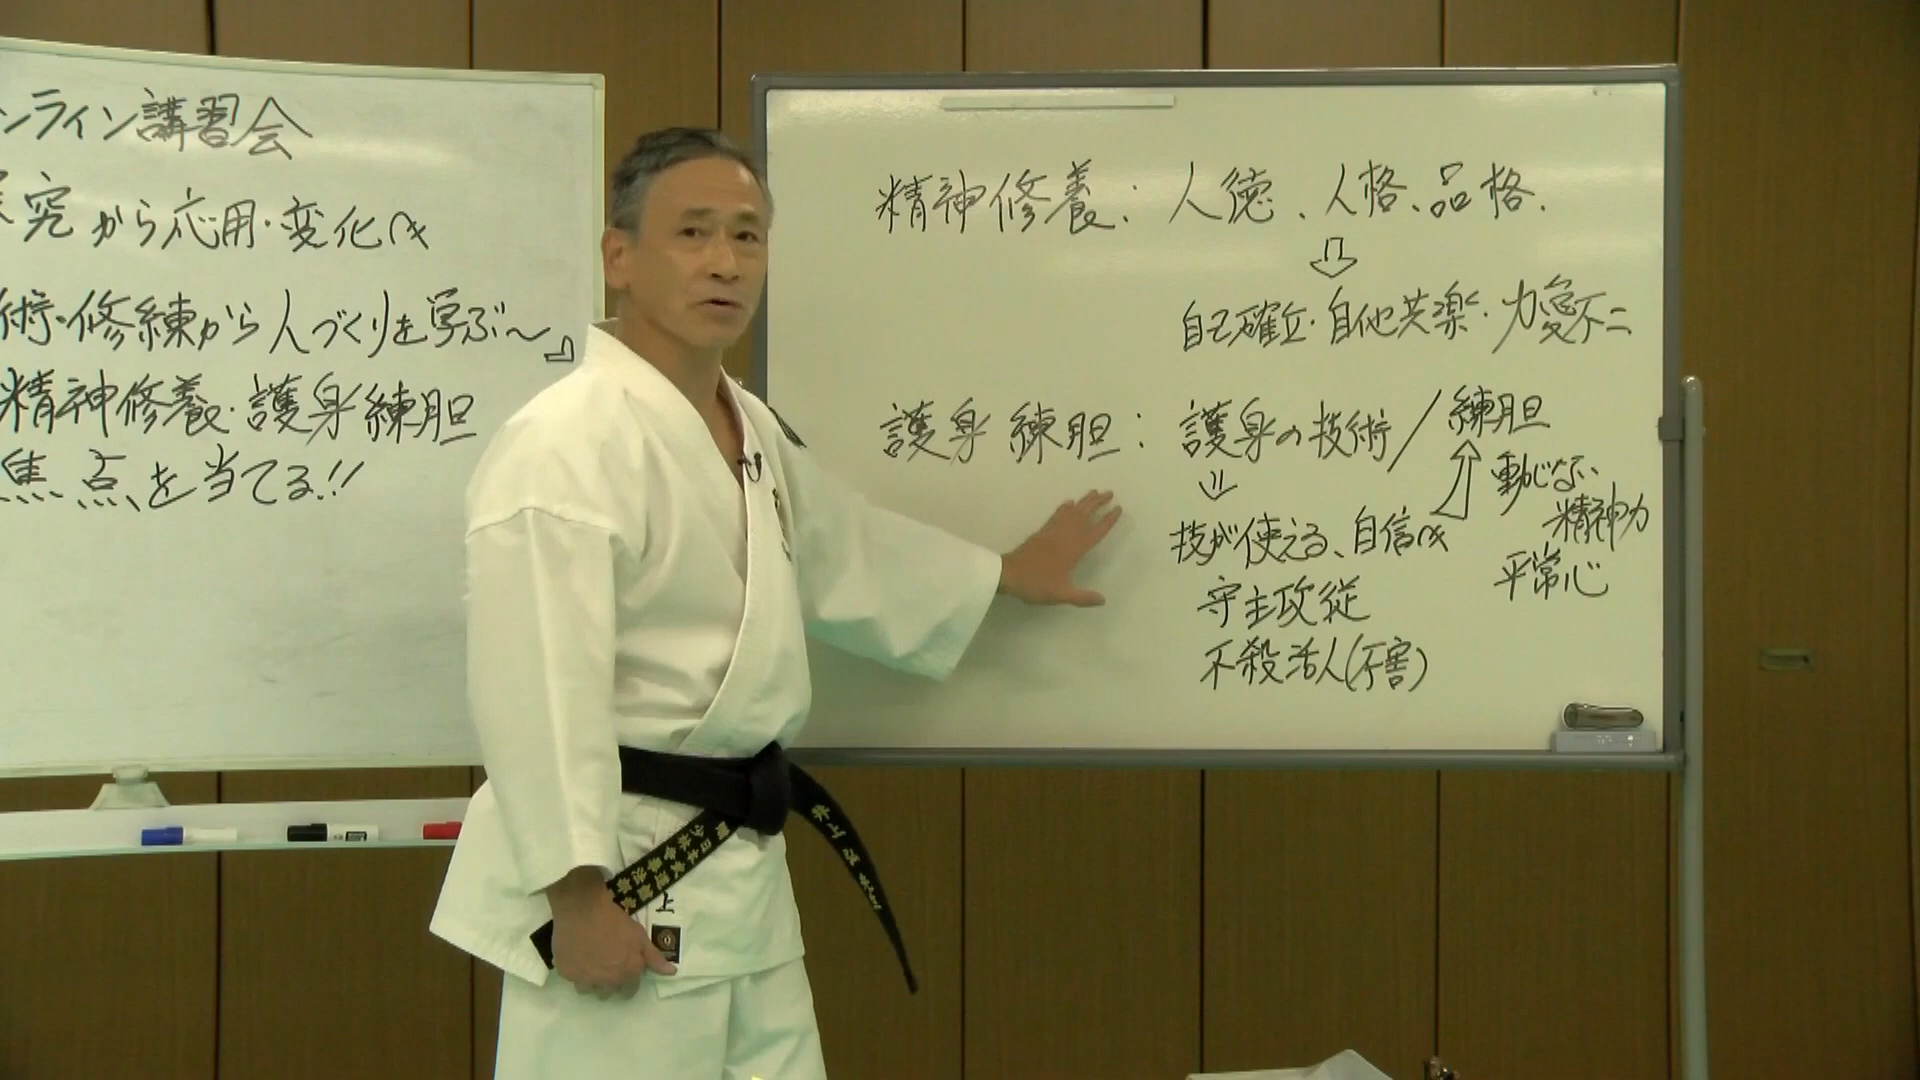 ンライン講習会
究から応用・変化へ
術・修練から人づくりを学ぶ〜
精神修養・護身練胆
焦点を当てる!!
精神修養: 人徳、人格、品格.
自己確立・自他共楽・力愛不二
護身練胆: 護身の技術/練胆
動じない
精神力
平常心
技が使える、自信へ
守主攻従
不殺活人(不害)
井上
上